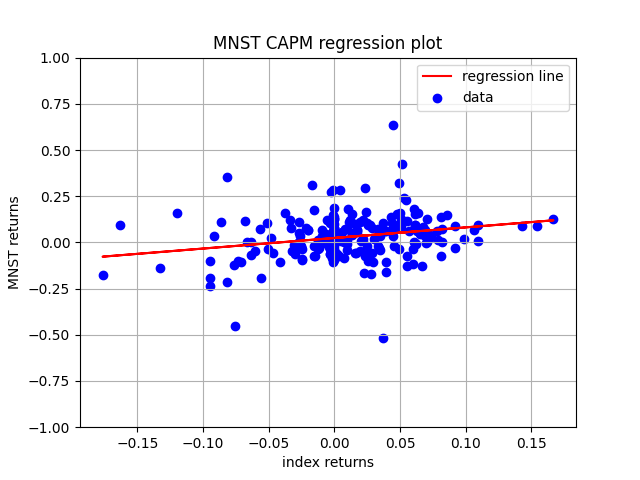 MNST CAPM regression plot
regression line
data
1.00
0.75
0.50
0.25
0.00
−0.25
−0.50
−0.75
−1.00
MNST returns
−0.15 −0.10 −0.05 0.00 0.05 0.10 0.15
index returns